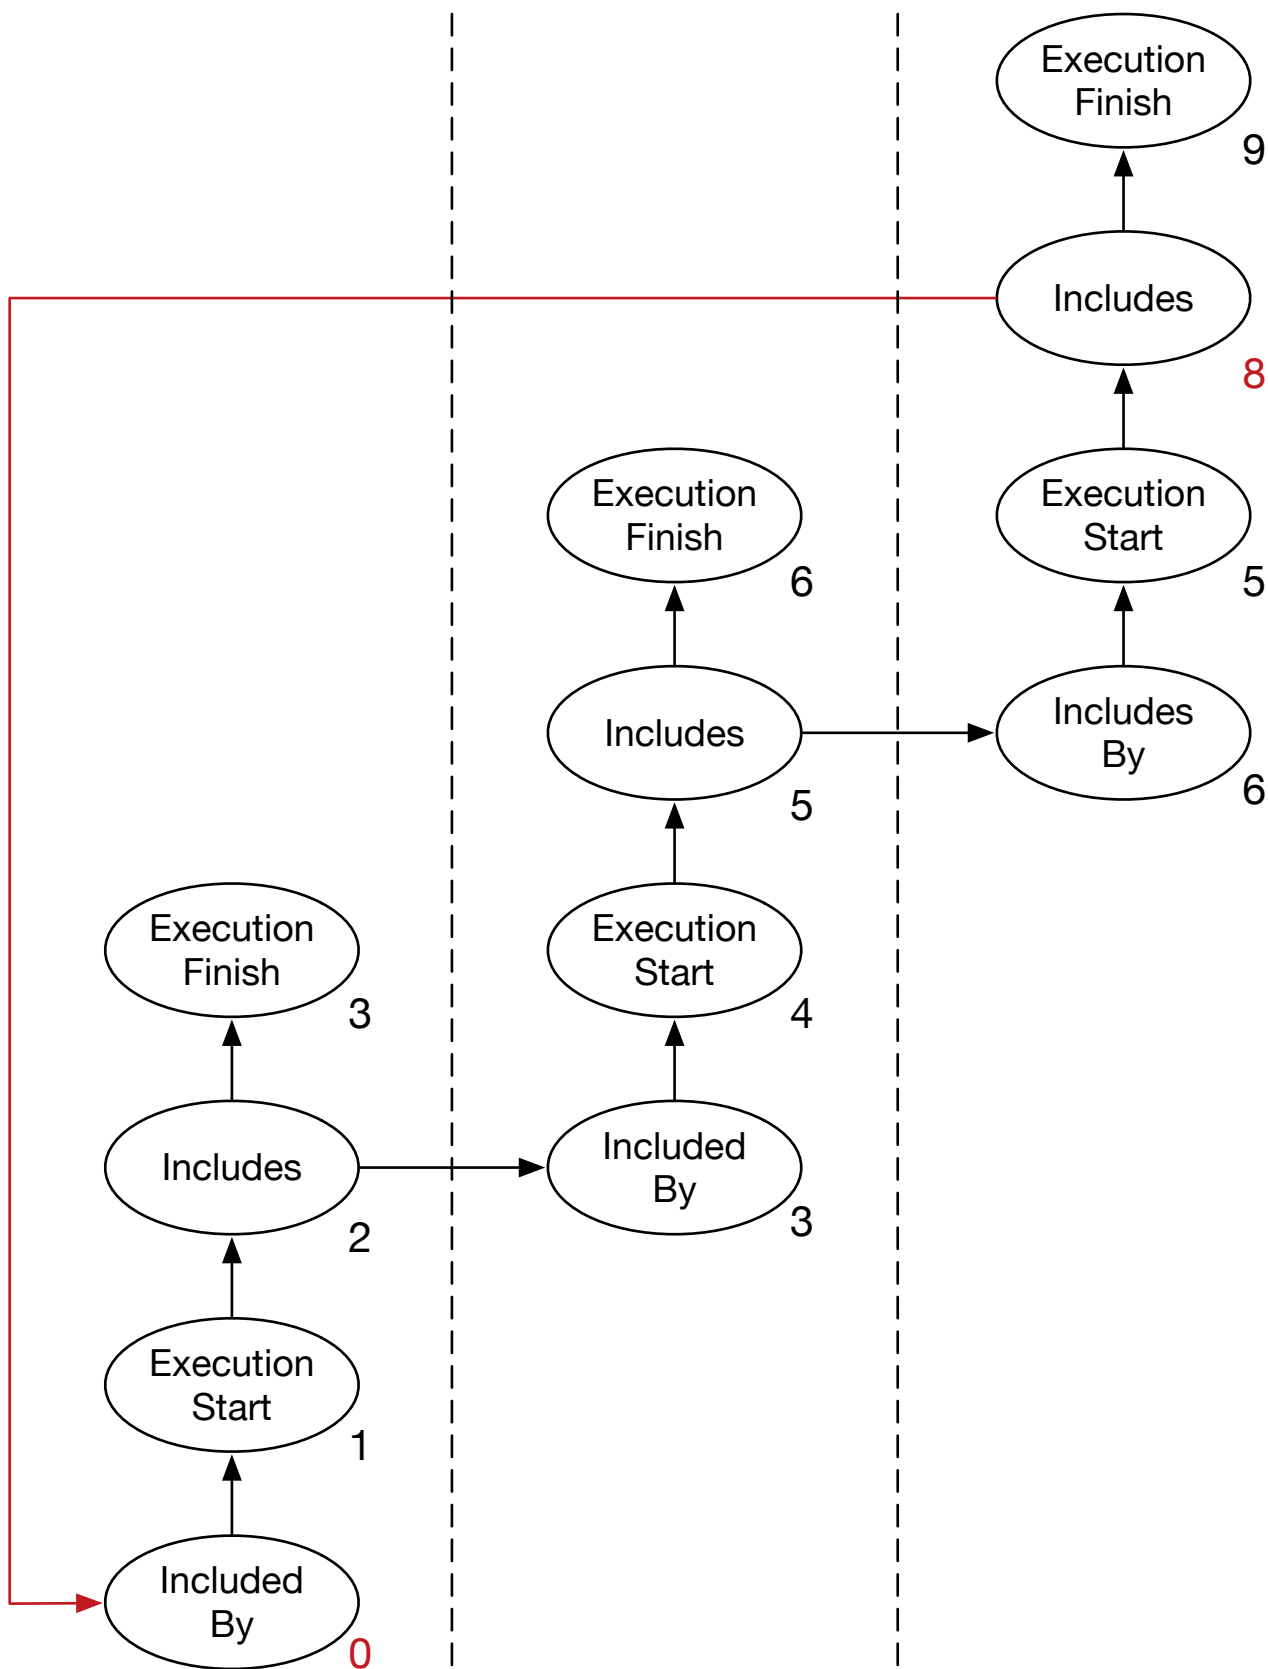 Execution
Finish
9
Includes
8
Execution
Finish
6
Execution
Start
5
Includes
5
Includes
By
6
Execution
Finish
3
Execution
Start
4
Includes
2
Included
By
3
Execution
Start
1
Included
By
0